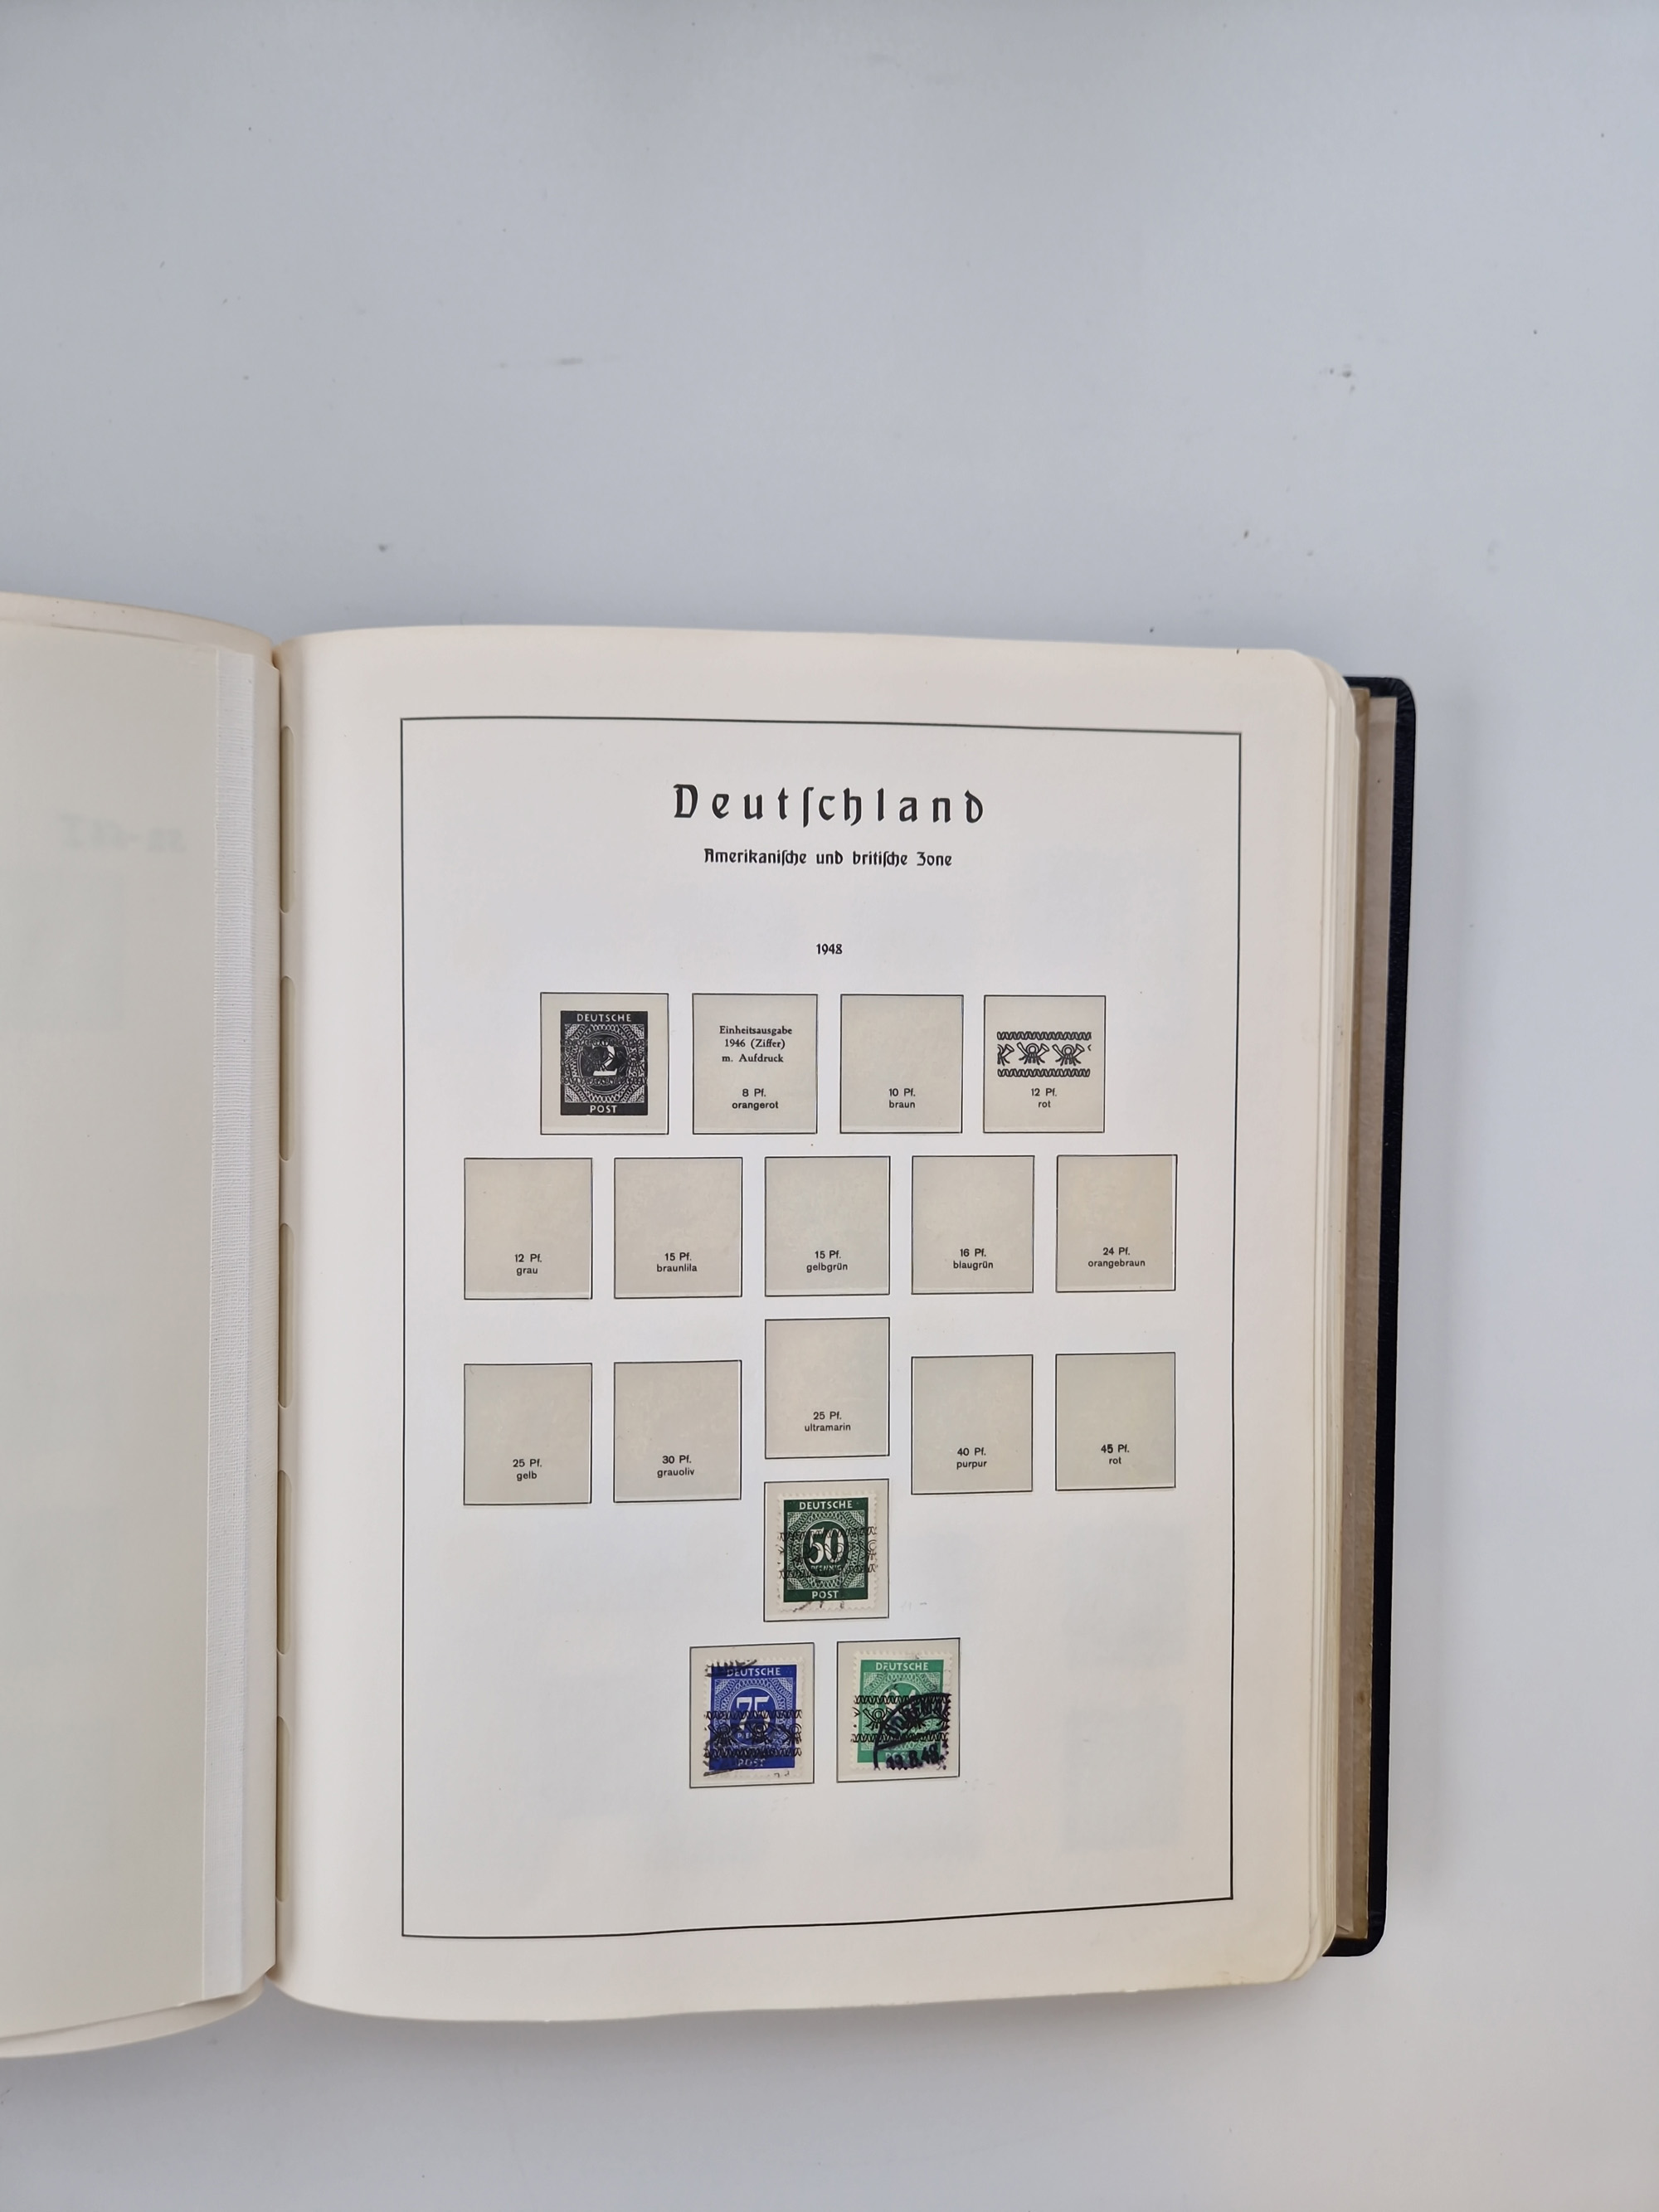 Deutſchland
Amerikaniſche und britiſche Zone
1948
DEUTSCHE
2
POST
Einheitsausgabe
1946 (Ziffer)
m. Aufdruck
8 Pf.
orangerot
10 Pf.
braun
12 Pf.
rot
12 Pf.
grau
15 Pf.
braunlila
15 Pf.
gelbgrün
16 Pf.
blaugrün
24 Pf.
orangebraun
25 Pf.
gelb
30 Pf.
grauoliv
25 Pf.
ultramarin
40 Pf.
purpur
45 Pf.
rot
DEUTSCHE
50
PFENNIG
POST
DEUTSCHE
75
POST
DEUTSCHE